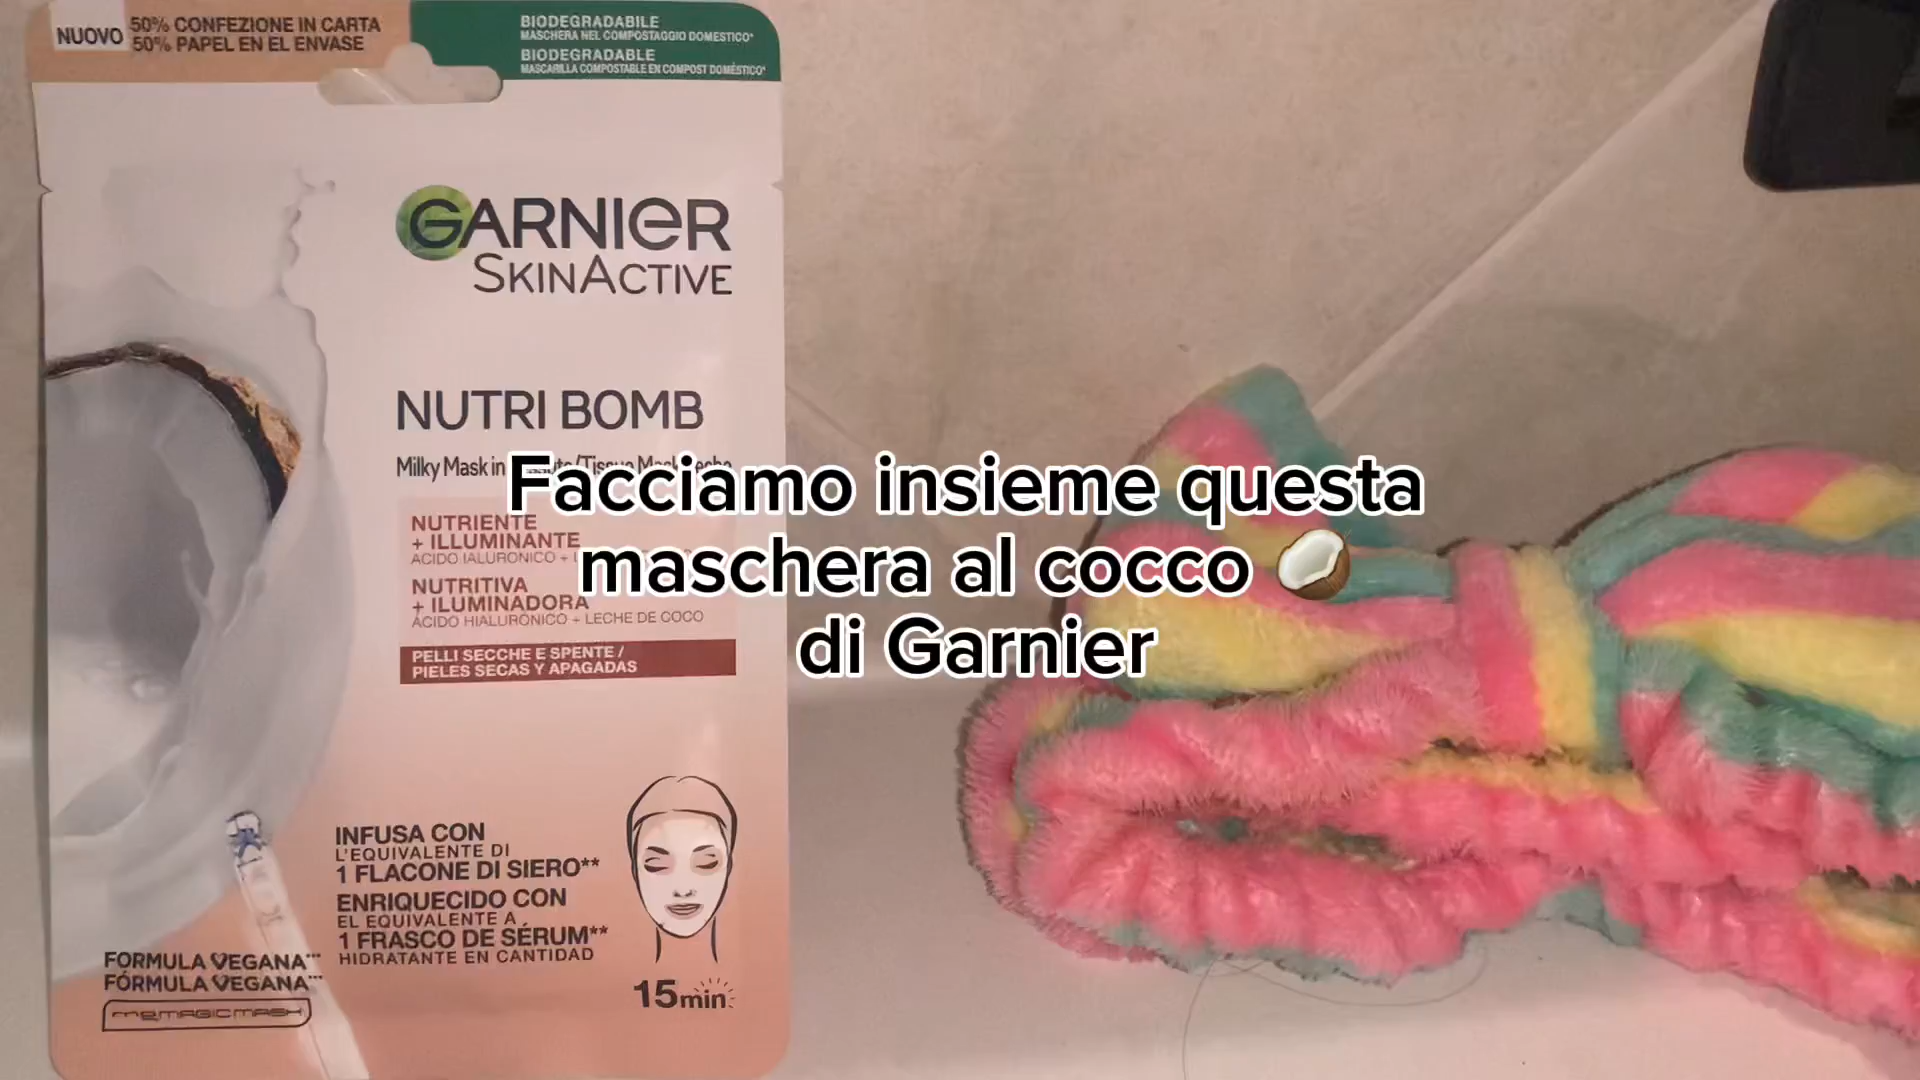 NUOVO
50% CONFEZIONE IN CARTA
50% PAPEL EN EL ENVASE
BIODEGRADABILE
MASCHERA NEL COMPOSTAGGIO DOMESTICO*
BIODEGRADABLE
MASCARILLA COMPOSTABLE EN COMPOST DOMÉSTICO*
GARNIER
SKINACTIVE
NUTRI BOMB
Milky Mask in
Facciamo insieme questa
maschera al cocco 🥥
di Garnier
NUTRIENTE
+ ILLUMINANTE
ACIDO IALURONICO +
NUTRITIVA
+ ILUMINADORA
ÁCIDO HIALURÓNICO + LECHE DE COCO
PELLI SECCHE E SPENTE /
PIELES SECAS Y APAGADAS
INFUSA CON
L'EQUIVALENTE DI
1 FLACONE DI SIERO**
ENRIQUECIDO CON
EL EQUIVALENTE A
1 FRASCO DE SÉRUM**
HIDRATANTE EN CANTIDAD
FORMULA VEGANA***
FÓRMULA VEGANA***
MAGIC MASK
15min